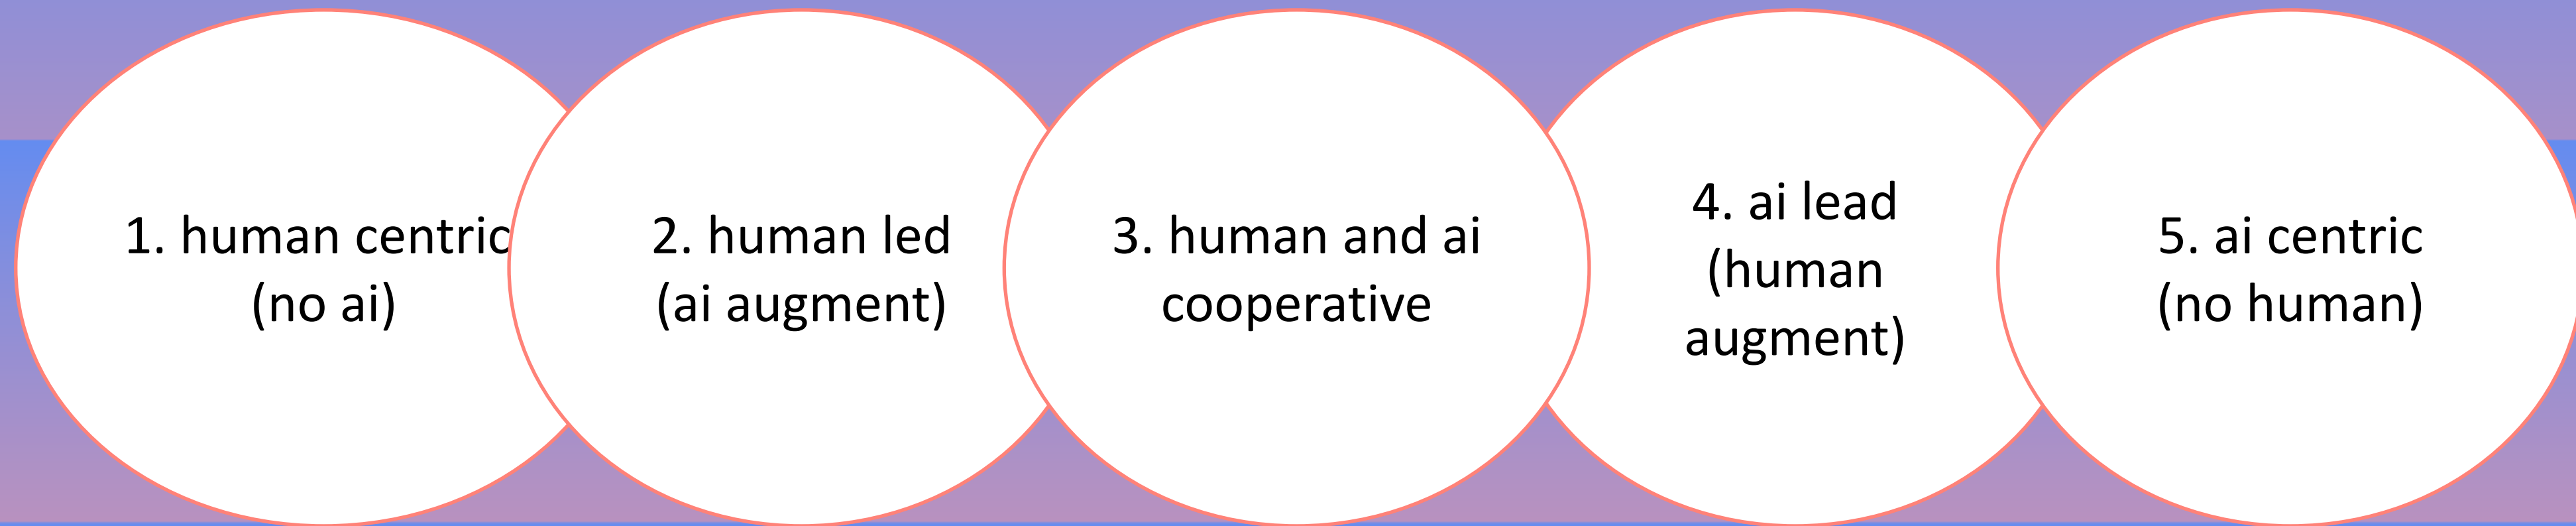 1. human centric
(no ai)
2. human led
(ai augment)
3. human and ai
cooperative
4. ai lead
(human
augment)
5. ai centric
(no human)